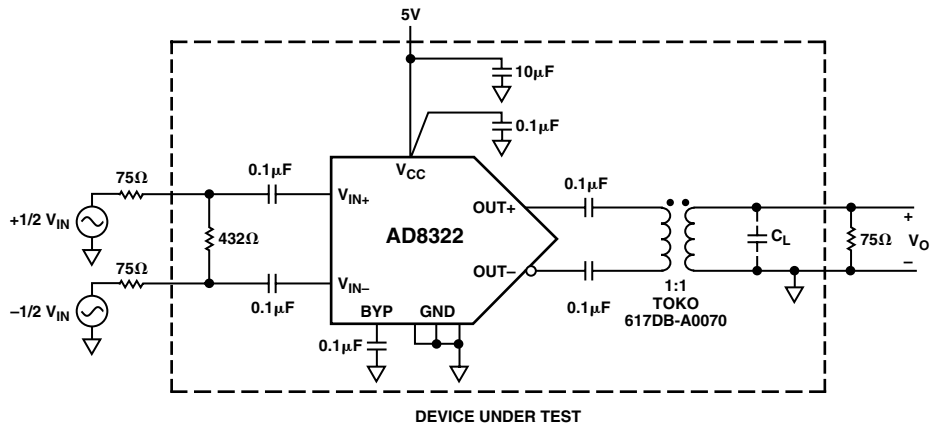 5V
10μF
0.1μF
VCC
75Ω
0.1μF
VIN+
+1/2 VIN
432Ω
AD8322
OUT+
0.1μF
CL
75Ω
+
VO
–
75Ω
VIN–
OUT–
–1/2 VIN
0.1μF
BYP
GND
0.1μF
0.1μF
1:1
TOKO
617DB-A0070
DEVICE UNDER TEST